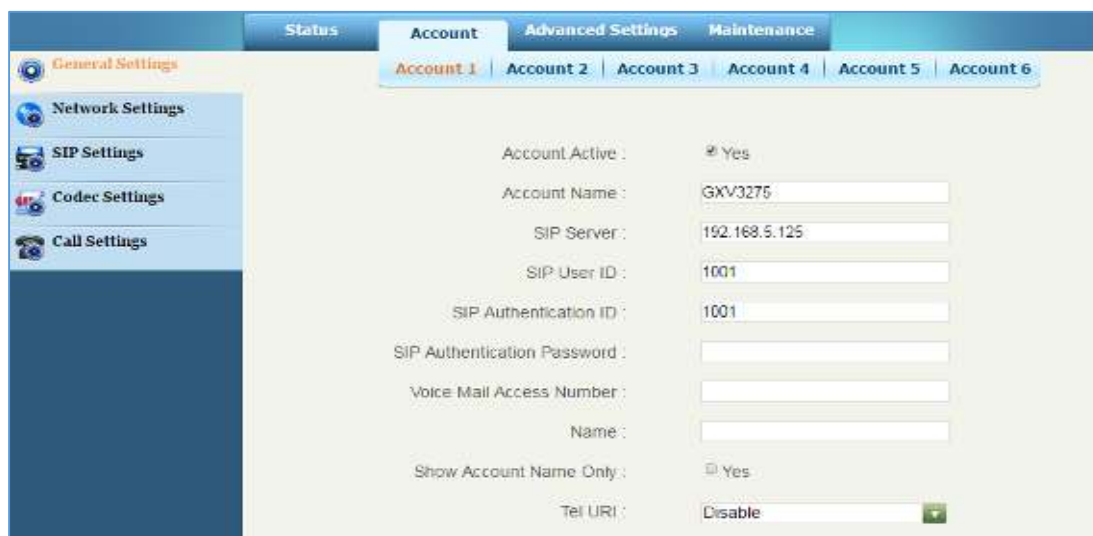 Status Account Advanced Settings Maintenance
General Settings
Account 1 Account 2 Account 3 Account 4 Account 5 Account 6
Network Settings
SIP Settings
Codec Settings
Call Settings
Account Active : Yes
Account Name : GXV3275
SIP Server : 192.168.5.125
SIP User ID : 1001
SIP Authentication ID : 1001
SIP Authentication Password :
Voice Mail Access Number :
Name :
Show Account Name Only : Yes
Tel URI : Disable